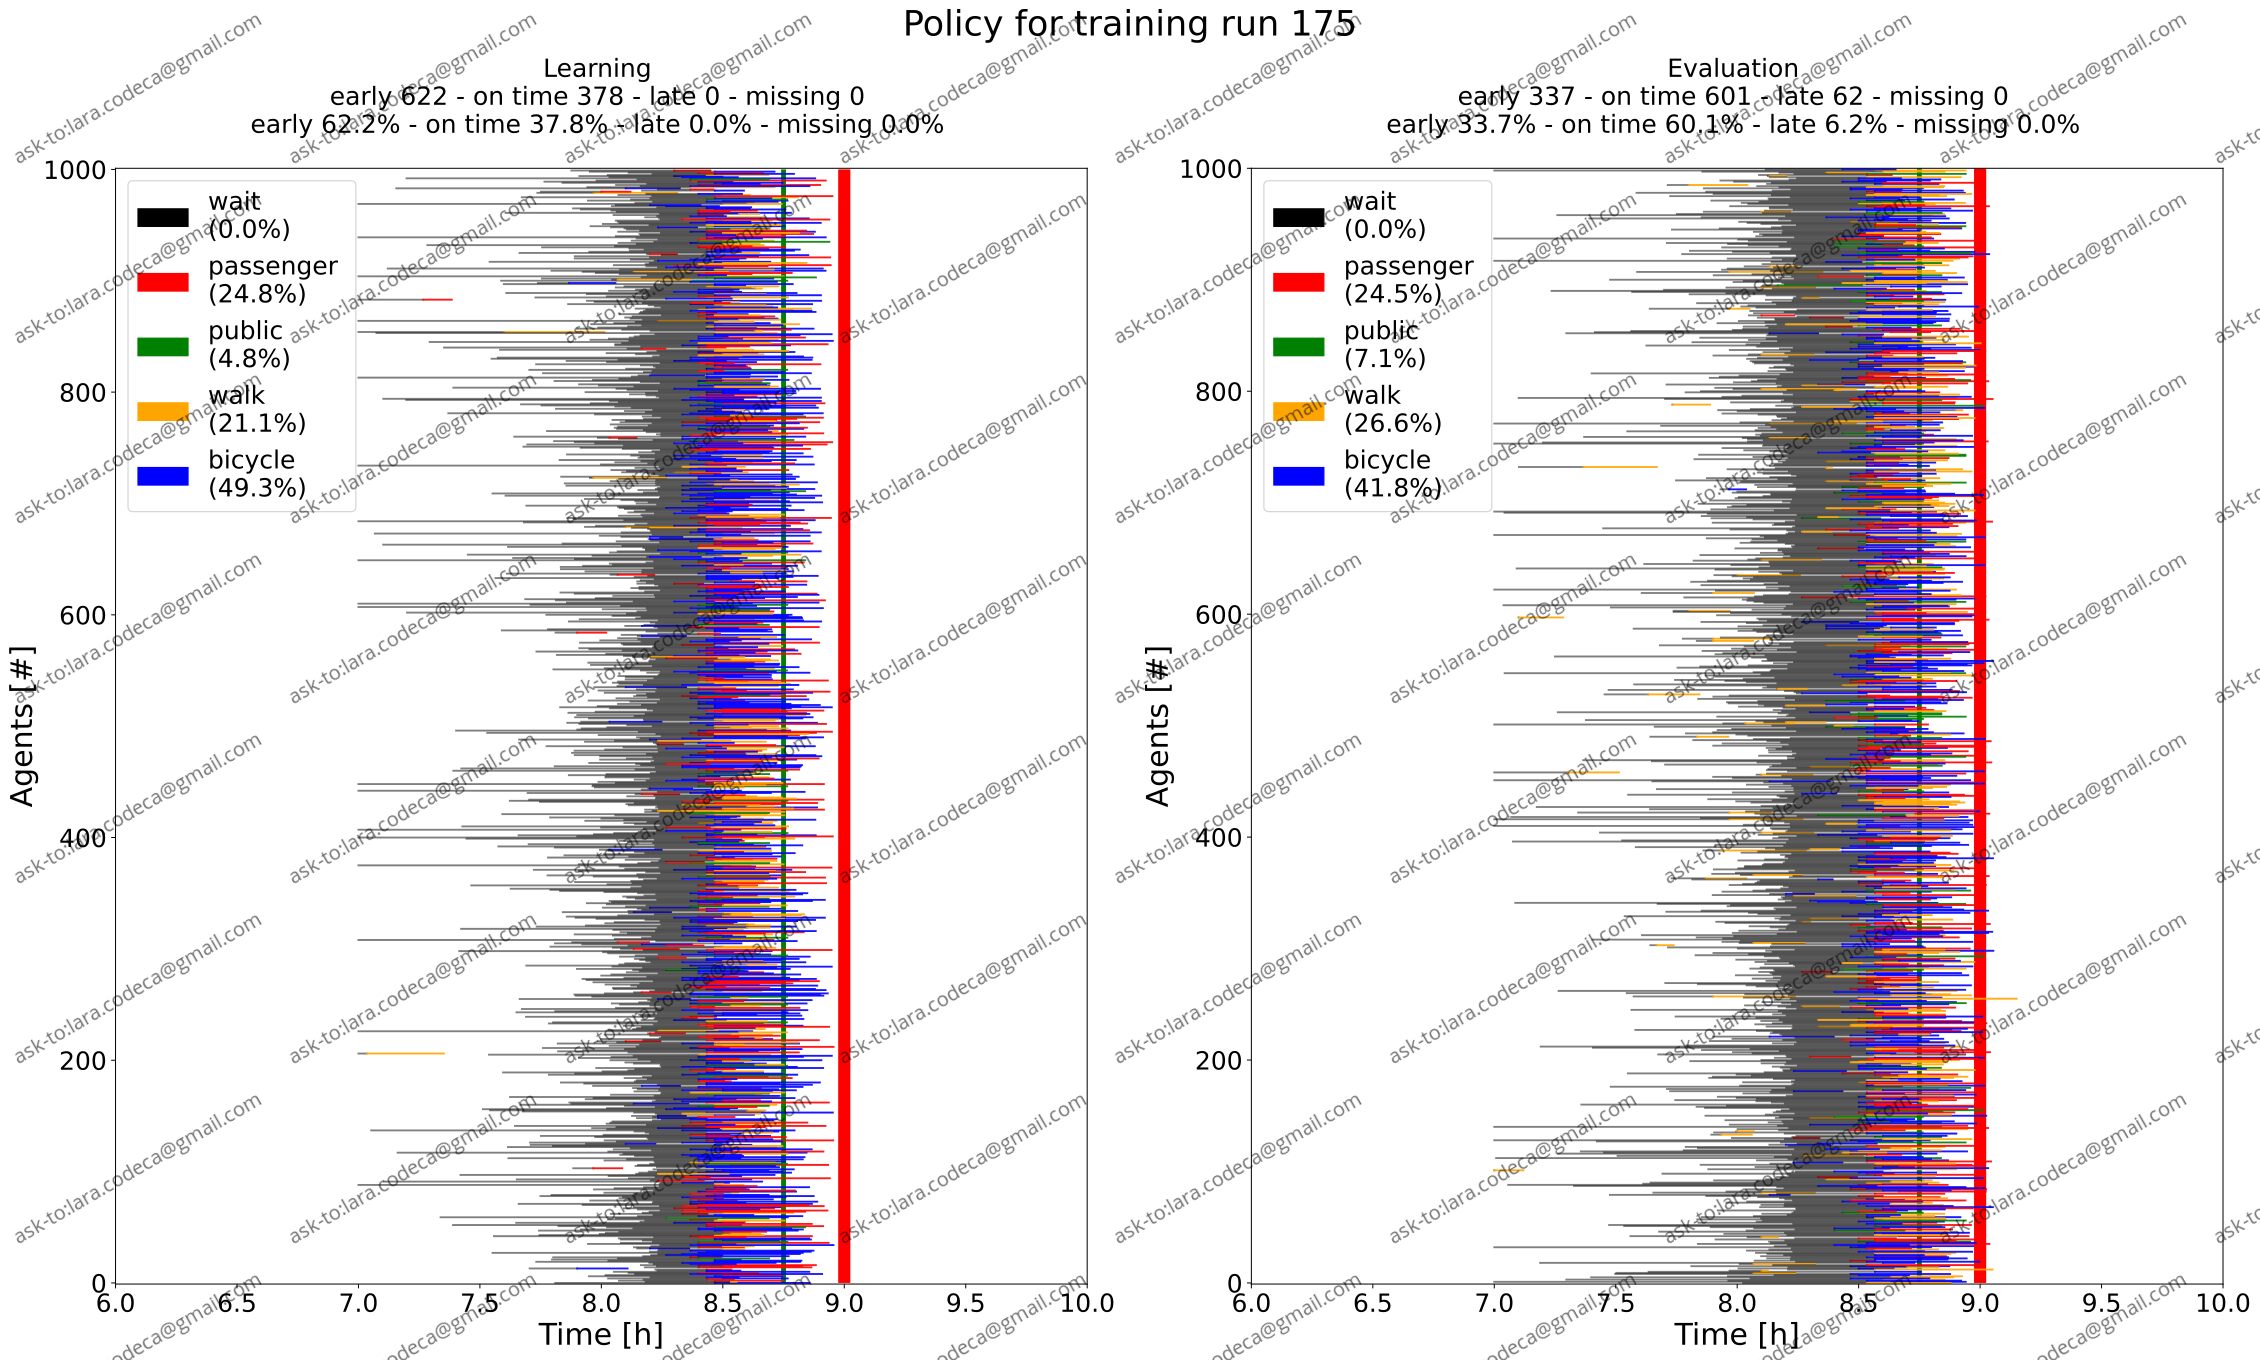 Policy for training run 175
Learning
early 622 - on time 378 - late 0 - missing 0
early 62.2% - on time 37.8% - late 0.0% - missing 0.0%
1000
800
600
400
200
0
Agents [#]
wait
(0.0%)
passenger
(24.8%)
public
(4.8%)
walk
(21.1%)
bicycle
(49.3%)
6.0 6.5 7.0 7.5 8.0 8.5 9.0 9.5 10.0
Time [h]
Evaluation
early 337 - on time 601 - late 62 - missing 0
early 33.7% - on time 60.1% - late 6.2% - missing 0.0%
1000
800
600
400
200
0
Agents [#]
wait
(0.0%)
passenger
(24.5%)
public
(7.1%)
walk
(26.6%)
bicycle
(41.8%)
6.0 6.5 7.0 7.5 8.0 8.5 9.0 9.5 10.0
Time [h]
ask-to:lara.codeca@gmail.com